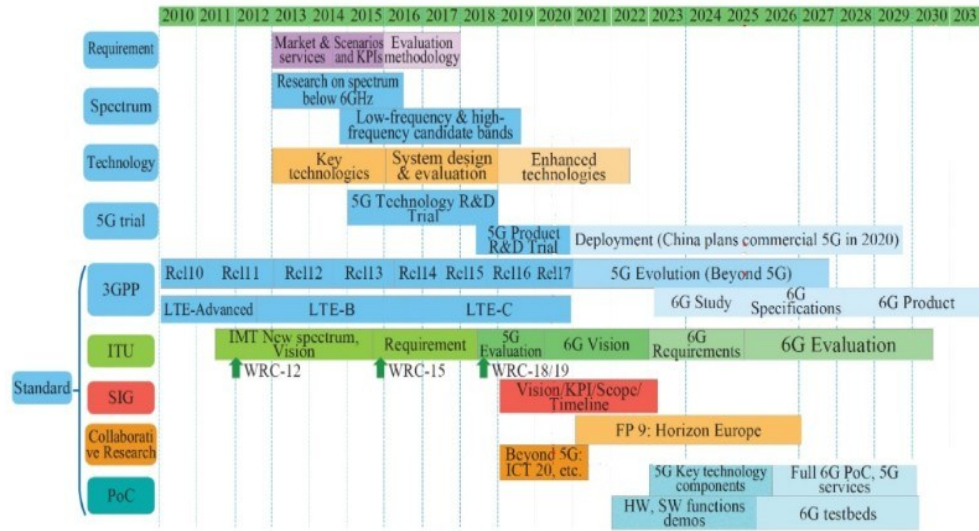 2010 2011 2012 2013 2014 2015 2016 2017 2018 2019 2020 2021 2022 2023 2024 2025 2026 2027 2028 2029 2030 203
Requirement
Market & services
Scenarios and KPIs
Evaluation methodology
Spectrum
Research on spectrum
below 6GHz
Low-frequency & high-
frequency candidate bands
Technology
Key
technologies
System design
& evaluation
Enhanced
technologies
5G trial
5G Technology R&D
Trial
5G Product
R&D Trial
Deployment (China plans commercial 5G in 2020)
Standard
3GPP
Rel10 Rel11 Rel12 Rel13 Rel14 Rel15 Rel16 Rel17
5G Evolution (Beyond 5G)
LTE-Advanced
LTE-B
LTE-C
6G Study
6G
Specifications
6G Product
ITU
IMT New spectrum,
Vision
Requirement
5G
Evaluation
6G Vision
6G
Requirements
6G Evaluation
WRC-12
WRC-15
WRC-18/19
SIG
Vision/KPI/Scope/
Timeline
Collaborati
ve Research
FP 9: Horizon Europe
Beyond 5G:
ICT 20, etc.
PoC
5G Key technology
components
Full 6G PoC, 5G
services
HW, SW functions
demos
6G testbeds